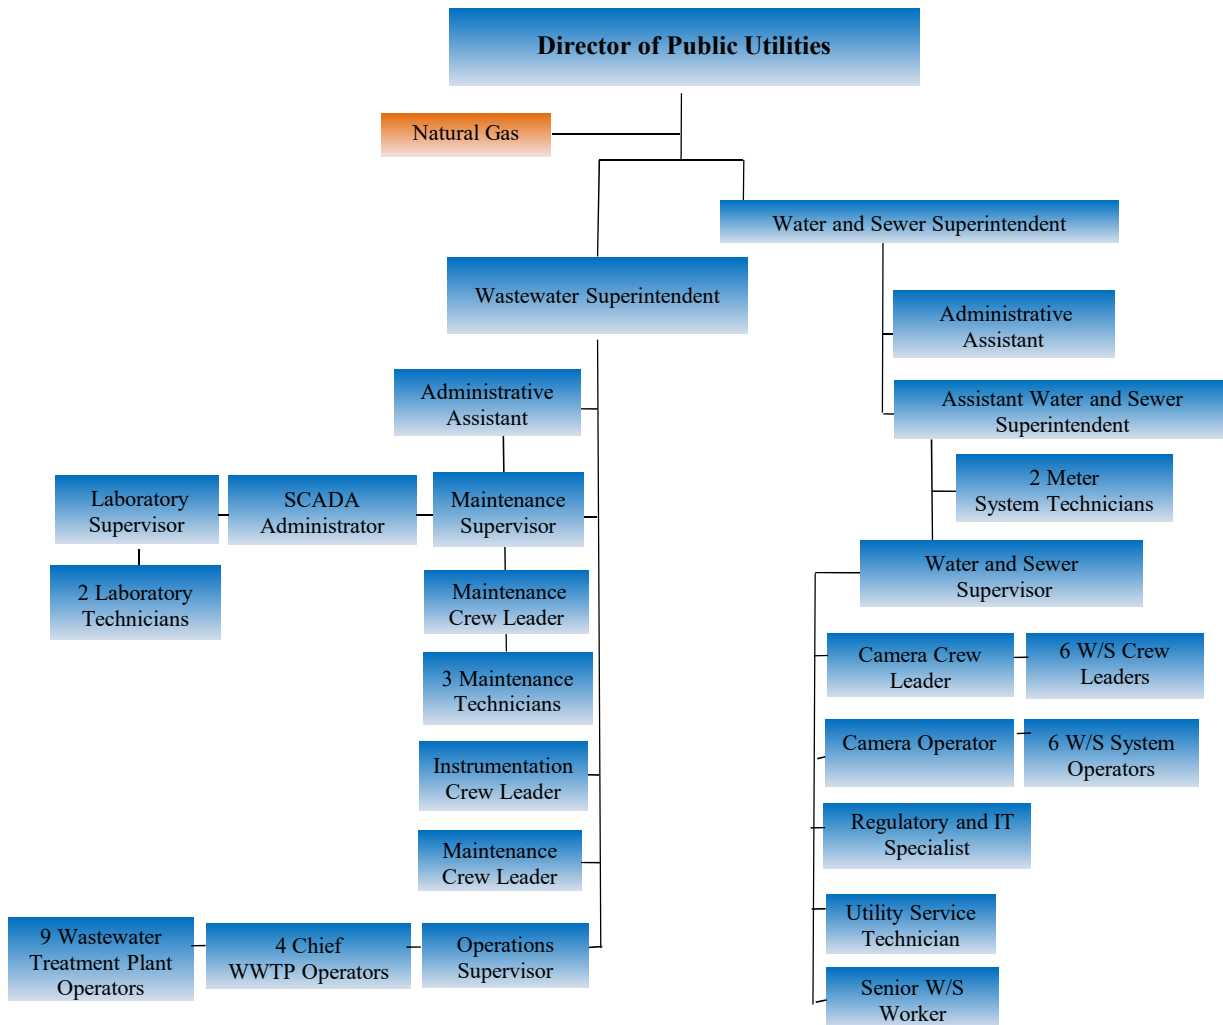 Director of Public Utilities
Natural Gas
Water and Sewer Superintendent
Wastewater Superintendent
Administrative
Assistant
Assistant Water and Sewer
Superintendent
2 Meter
System Technicians
Water and Sewer
Supervisor
Camera Crew
Leader
6 W/S Crew
Leaders
Camera Operator
6 W/S System
Operators
Regulatory and IT
Specialist
Utility Service
Technician
Senior W/S
Worker
Administrative
Assistant
Laboratory
Supervisor
SCADA
Administrator
Maintenance
Supervisor
2 Laboratory
Technicians
Maintenance
Crew Leader
3 Maintenance
Technicians
Instrumentation
Crew Leader
Maintenance
Crew Leader
9 Wastewater
Treatment Plant
Operators
4 Chief
WWTP Operators
Operations
Supervisor